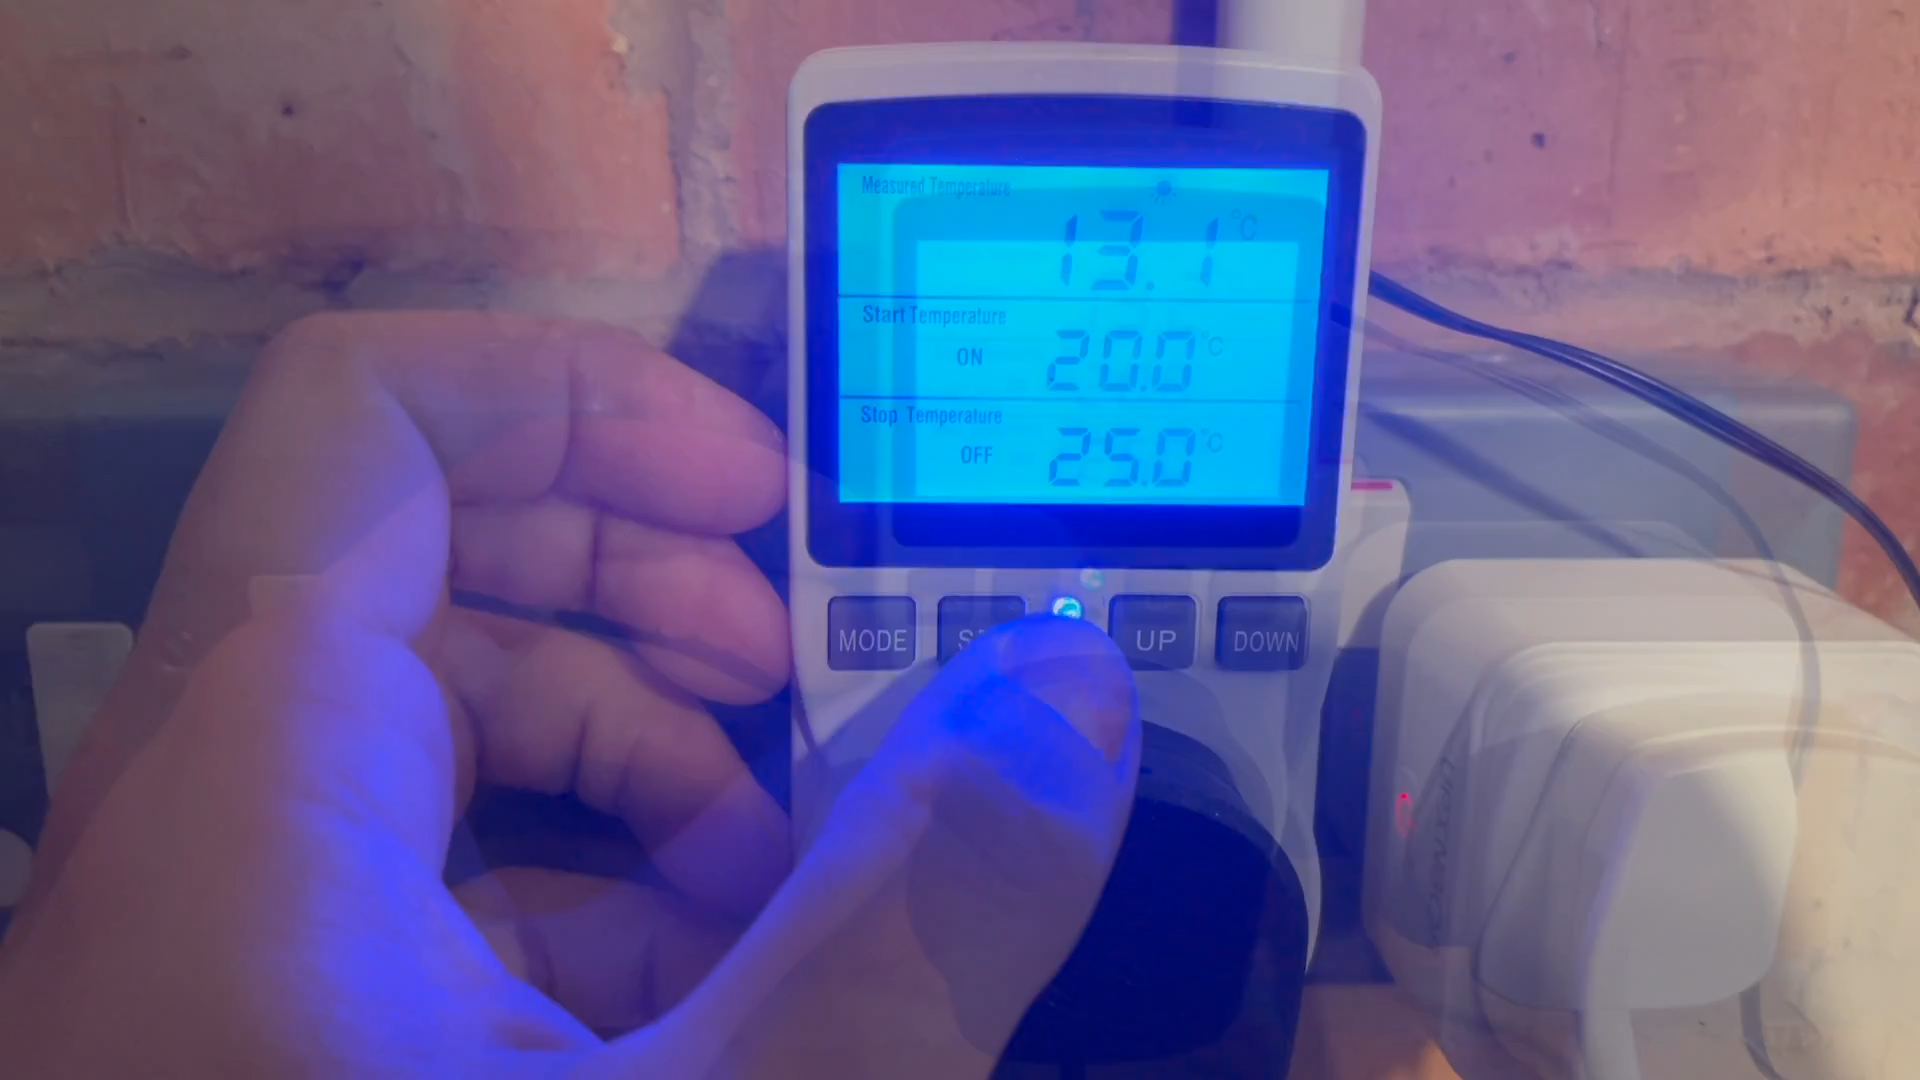 Measured Temperature
13.1 °C
Start Temperature
ON 20.0 °C
Stop Temperature
OFF 25.0 °C
MODE UP DOWN